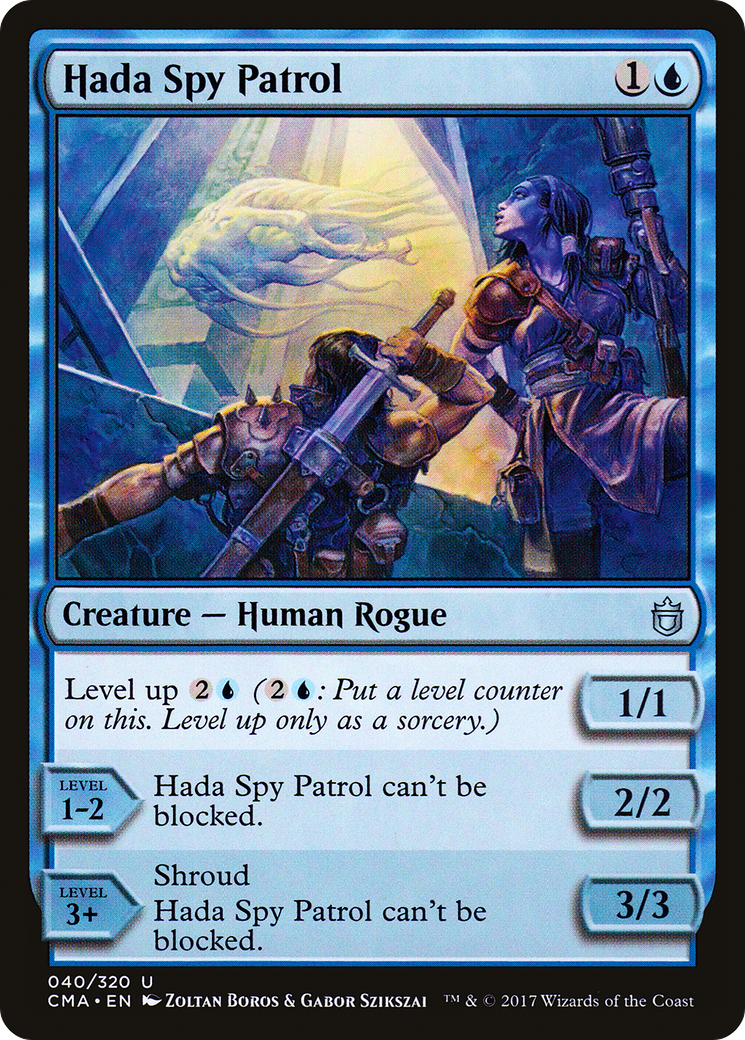 Hada Spy Patrol 1
Creature — Human Rogue
Level up 2 (2 : Put a level counter
on this. Level up only as a sorcery.)
1/1
LEVEL
1–2
Hada Spy Patrol can't be
blocked.
2/2
LEVEL
3+
Shroud
Hada Spy Patrol can't be
blocked.
3/3
040/320 U
CMA • EN Zoltan Boros & Gabor Szikszai ™ & © 2017 Wizards of the Coast